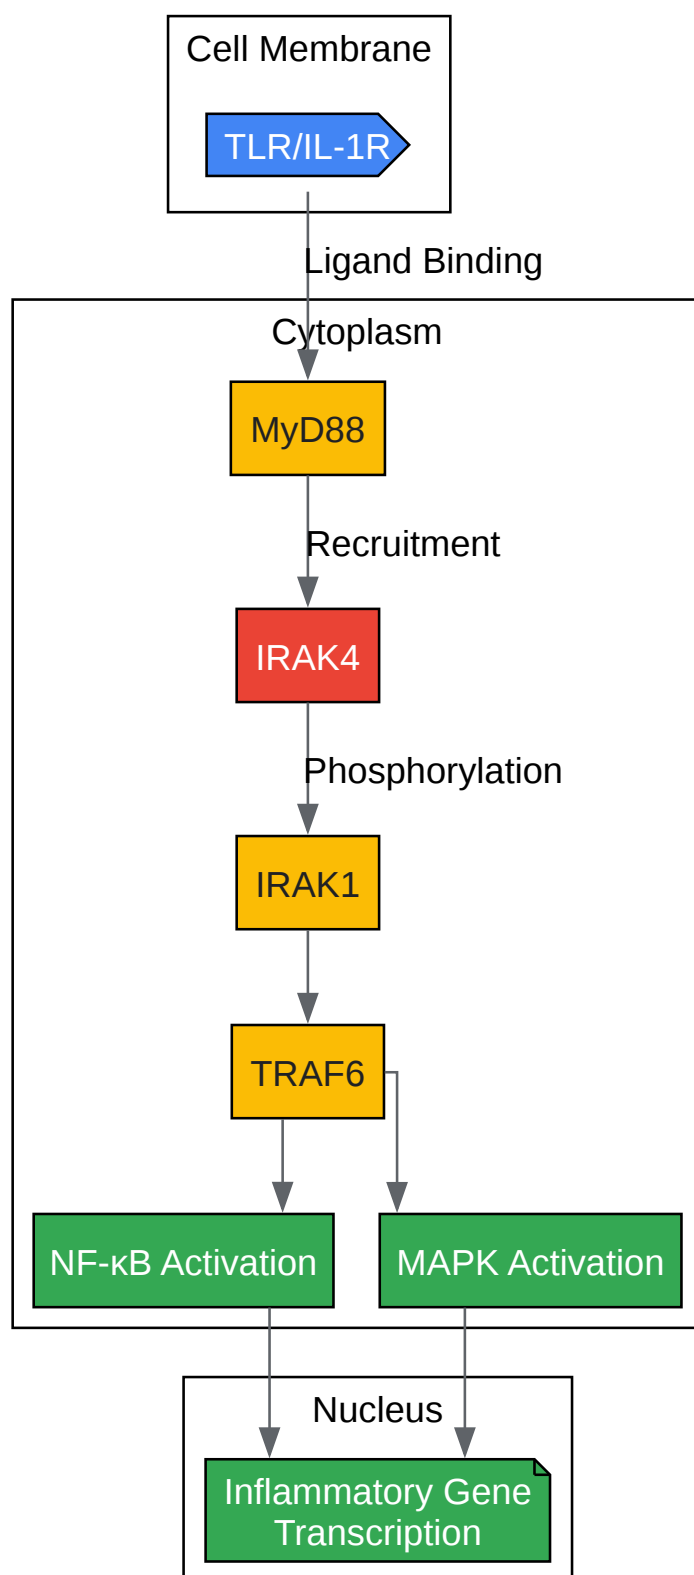 Cell Membrane
TLR/IL-1R
Ligand Binding
Cytoplasm
MyD88
Recruitment
IRAK4
Phosphorylation
IRAK1
TRAF6
NF-κB Activation
MAPK Activation
Nucleus
Inflammatory Gene
Transcription